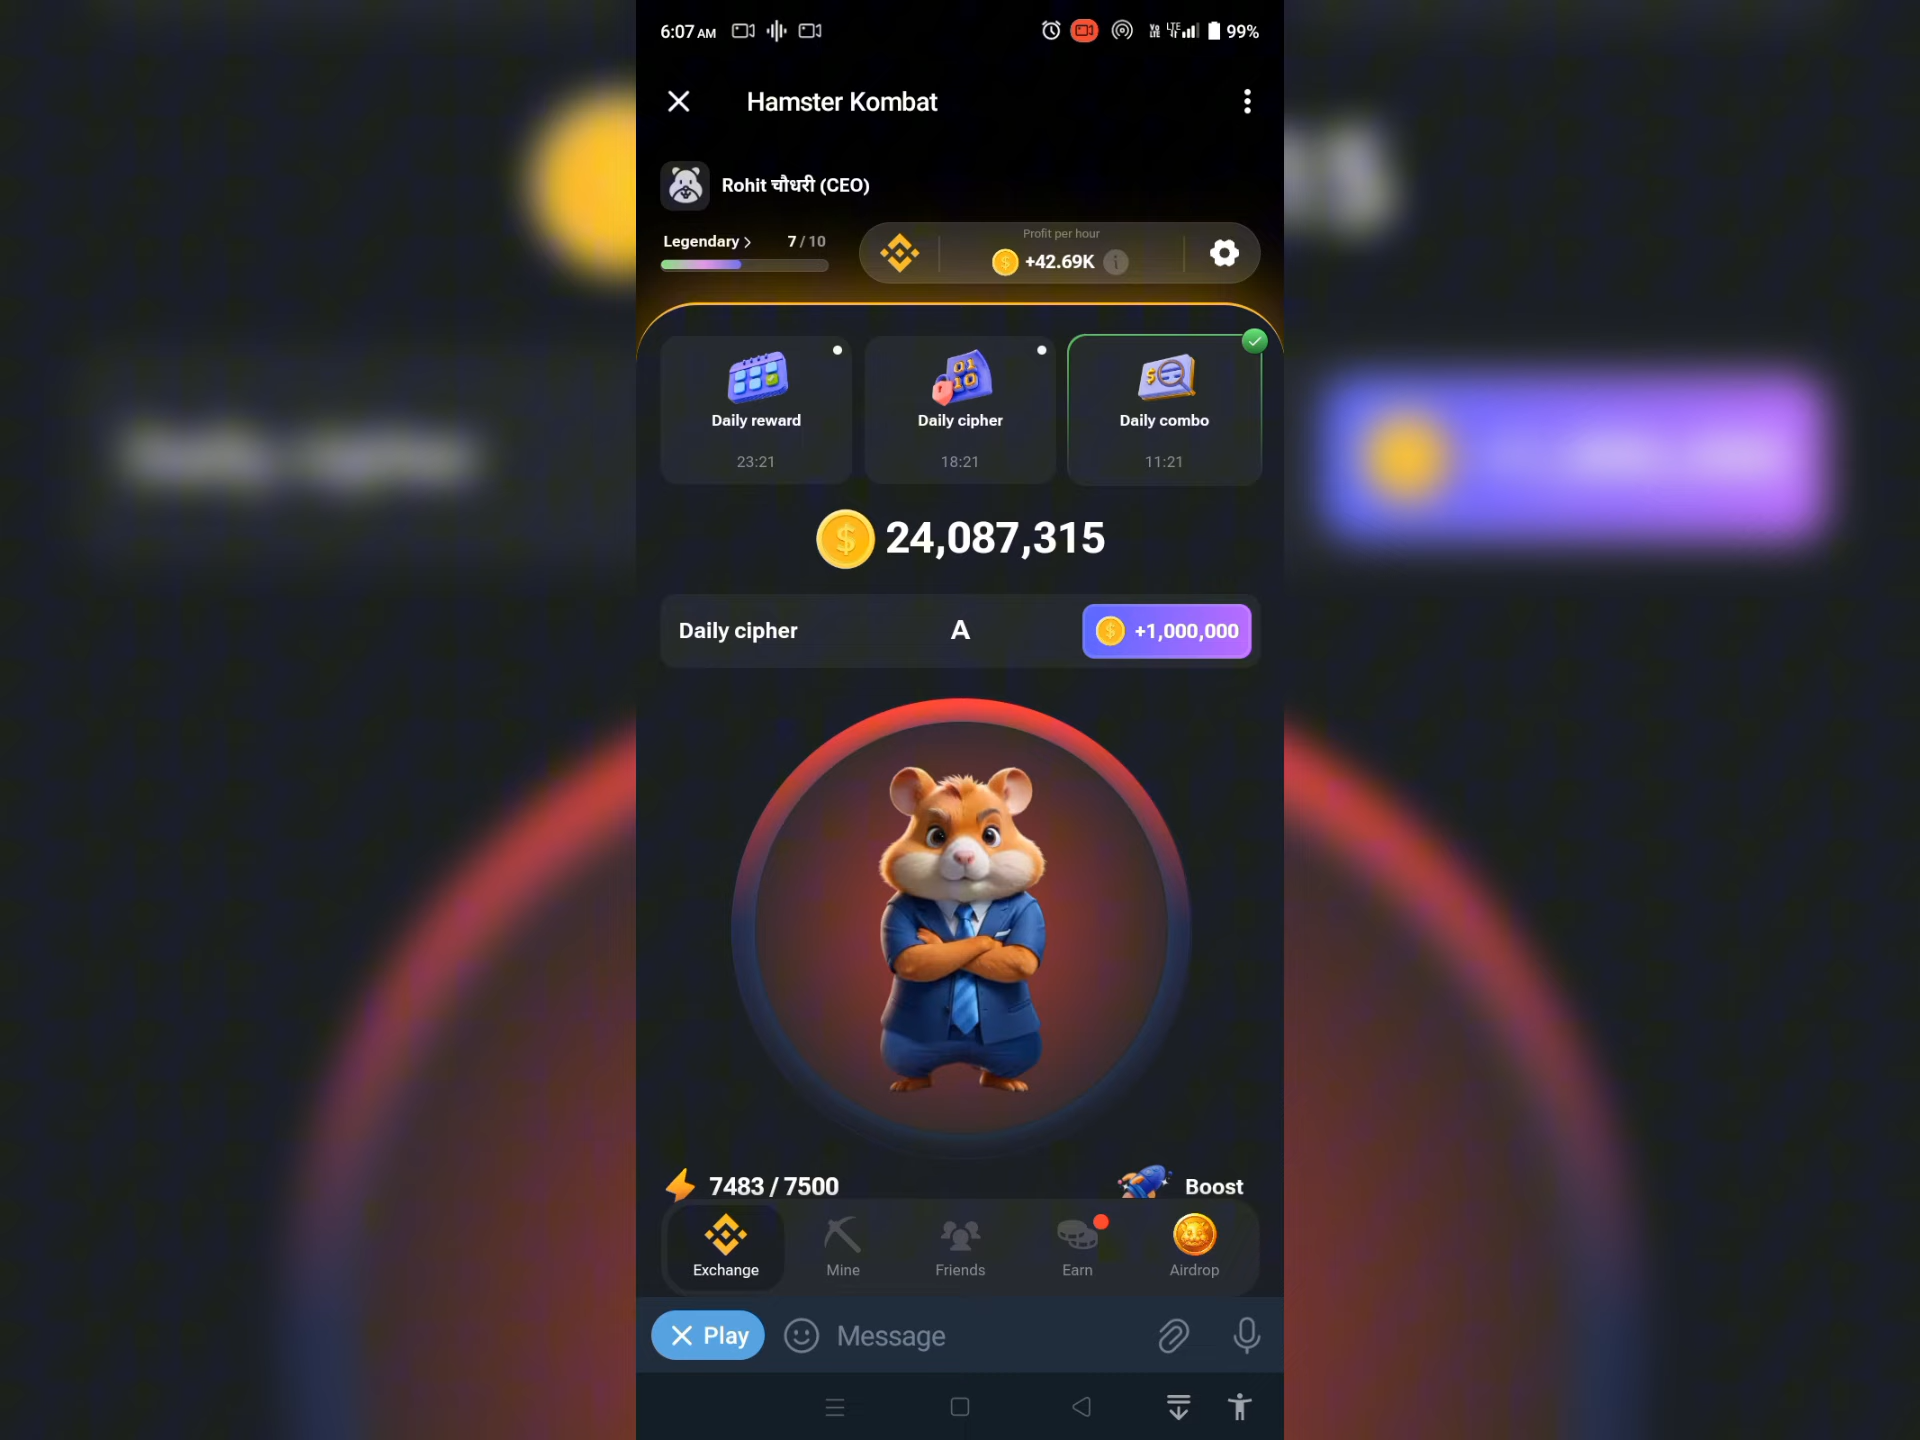 6:07 AM
99%
Hamster Kombat
Rohit चौधरी (CEO)
Legendary
7 / 10
Profit per hour
+42.69K
Daily reward
23:21
Daily cipher
18:21
Daily combo
11:21
24,087,315
Daily cipher
A
+1,000,000
7483 / 7500
Boost
Exchange
Mine
Friends
Earn
Airdrop
Play
Message